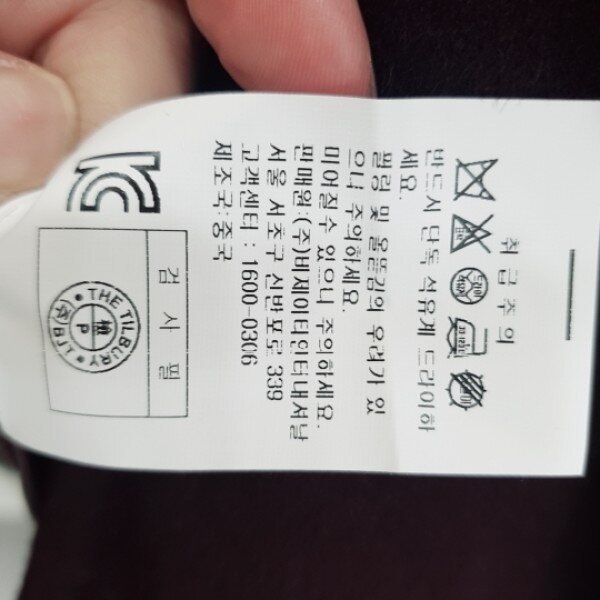 취급주의
반드시 단독 석유계 드라이하
세요.
필링 및 올뜯김의 우려가 있
으니 주의하세요.
미어질수 있으니 주의하세요.
판매원:(주)비제이티인터내셔날
서울 서초구 신반포로 339
고객센터 : 1600-0306
제조국:중국
검사필
THE TILBURY
P